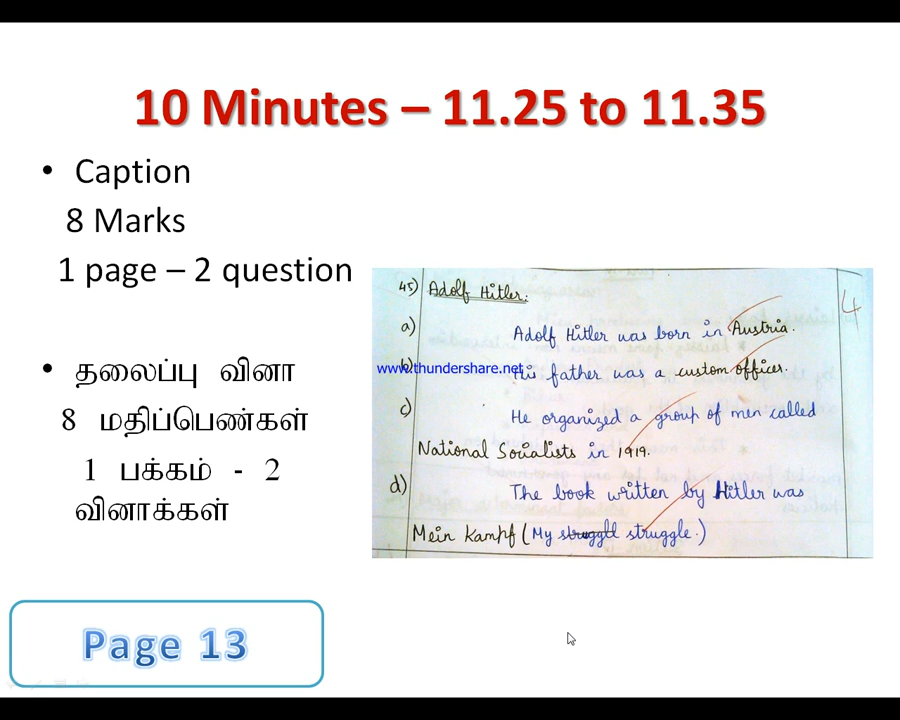 10 Minutes – 11.25 to 11.35
• Caption
8 Marks
1 page – 2 question
• தலைப்பு வினா
8 மதிப்பெண்கள்
1 பக்கம் - 2
வினாக்கள்
45) Adolf Hitler:
a) Adolf Hitler was born in Austria.
b) His father was a custom officer.
www.thundershare.net
c) He organized a group of men called
National Socialists in 1919.
d) The book written by Hitler was
Mein Kampf (My struggle struggle.)
4
Page 13